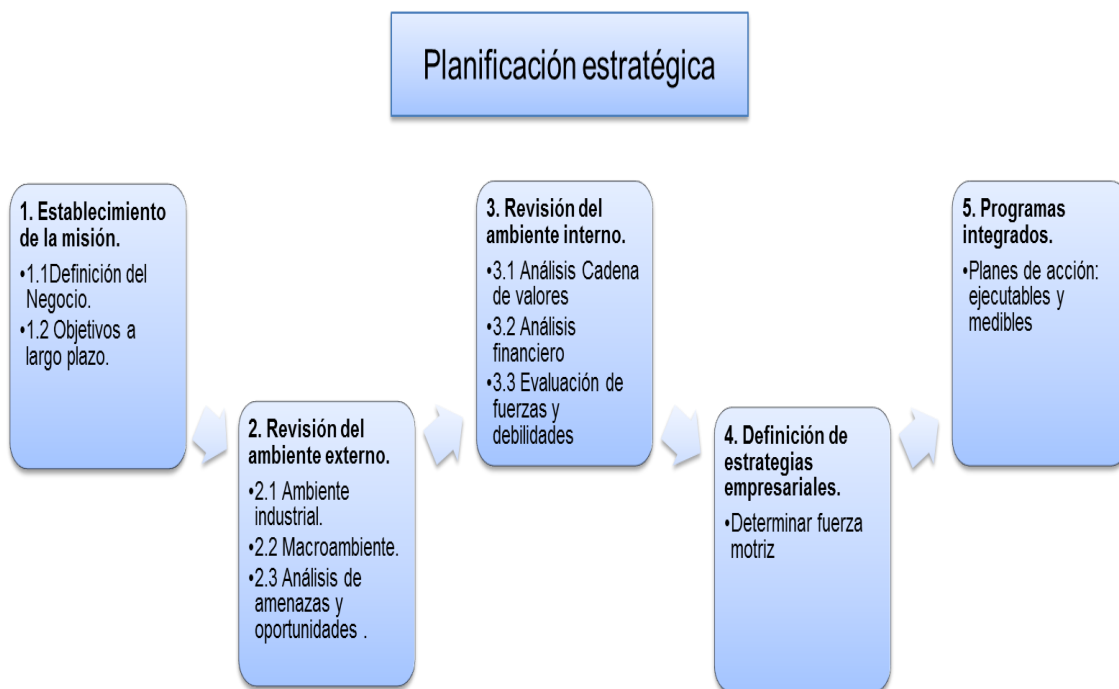 Planificación estratégica
1. Establecimiento
de la misión.
•1.1Definición del
Negocio.
•1.2 Objetivos a
largo plazo.
2. Revisión del
ambiente externo.
•2.1 Ambiente
industrial.
•2.2 Macroambiente.
•2.3 Análisis de
amenazas y
oportunidades .
3. Revisión del
ambiente interno.
•3.1 Análisis Cadena
de valores
•3.2 Análisis
financiero
•3.3 Evaluación de
fuerzas y
debilidades
4. Definición de
estrategias
empresariales.
•Determinar fuerza
motriz
5. Programas
integrados.
•Planes de acción:
ejecutables y
medibles